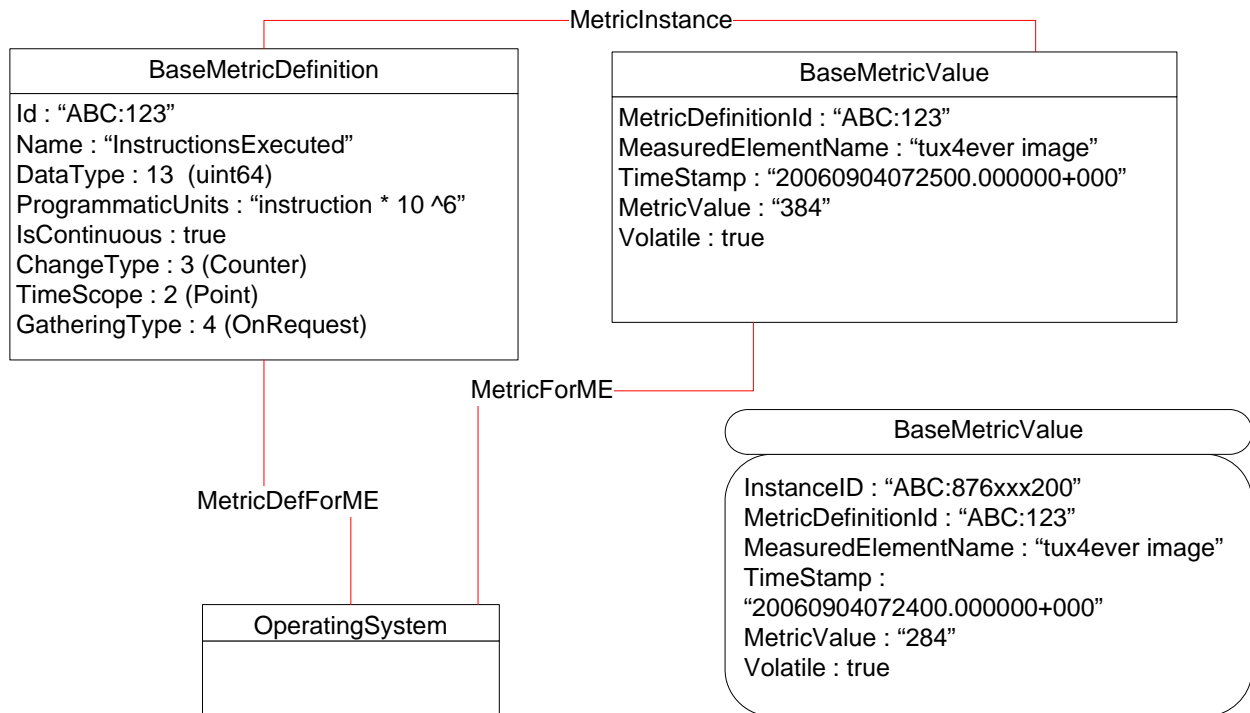 MetricInstance
BaseMetricDefinition
Id : “ABC:123”
Name : “InstructionsExecuted”
DataType : 13  (uint64)
ProgrammaticUnits : “instruction * 10 ^6”
IsContinuous : true
ChangeType : 3 (Counter)
TimeScope : 2 (Point)
GatheringType : 4 (OnRequest)
BaseMetricValue
MetricDefinitionId : “ABC:123”
MeasuredElementName : “tux4ever image”
TimeStamp : “20060904072500.000000+000”
MetricValue : “384”
Volatile : true
MetricForME
MetricDefForME
OperatingSystem
BaseMetricValue
InstanceID : “ABC:876xxx200”
MetricDefinitionId : “ABC:123”
MeasuredElementName : “tux4ever image”
TimeStamp :
“20060904072400.000000+000”
MetricValue : “284”
Volatile : true